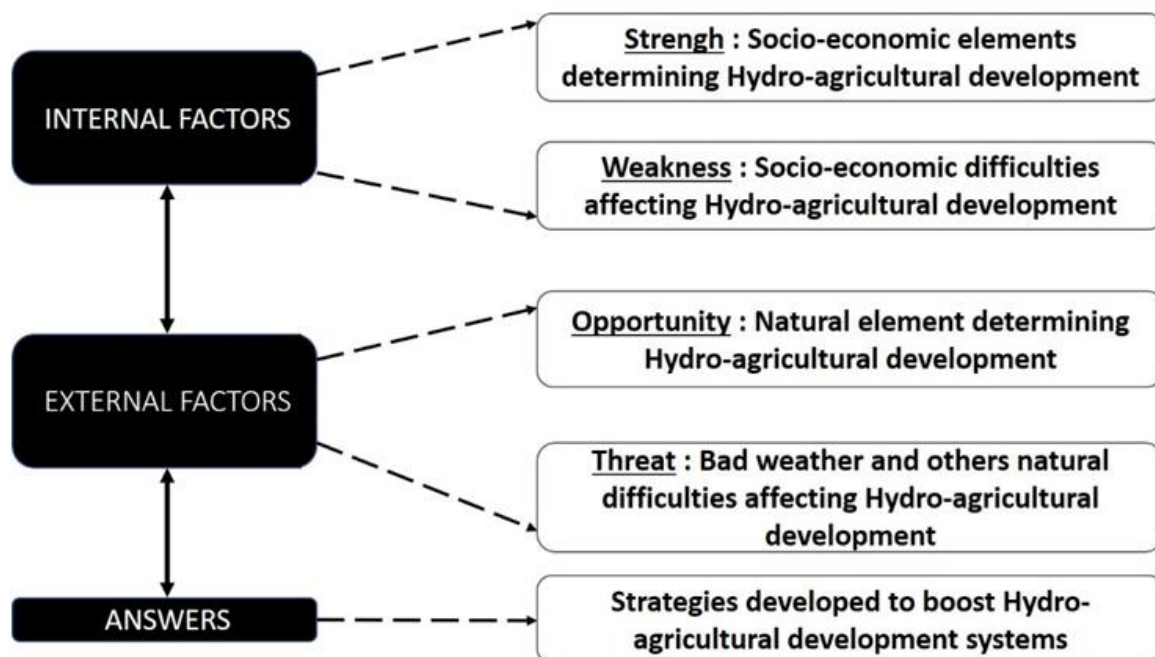 INTERNAL FACTORS
Strengh : Socio-economic elements
determining Hydro-agricultural development
Weakness : Socio-economic difficulties
affecting Hydro-agricultural development
EXTERNAL FACTORS
Opportunity : Natural element determining
Hydro-agricultural development
Threat : Bad weather and others natural
difficulties affecting Hydro-agricultural
development
ANSWERS
Strategies developed to boost Hydro-
agricultural development systems